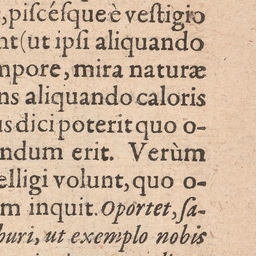 , piscésque è vestigio
nt (ut ipsi aliquando
mpore, mira naturæ
ns aliquando caloris
us dici poterit quo o-
ndum erit. Verùm
elligi volunt, quo o-
m inquit. Oportet, sa-
buri, ut exemplo nobis